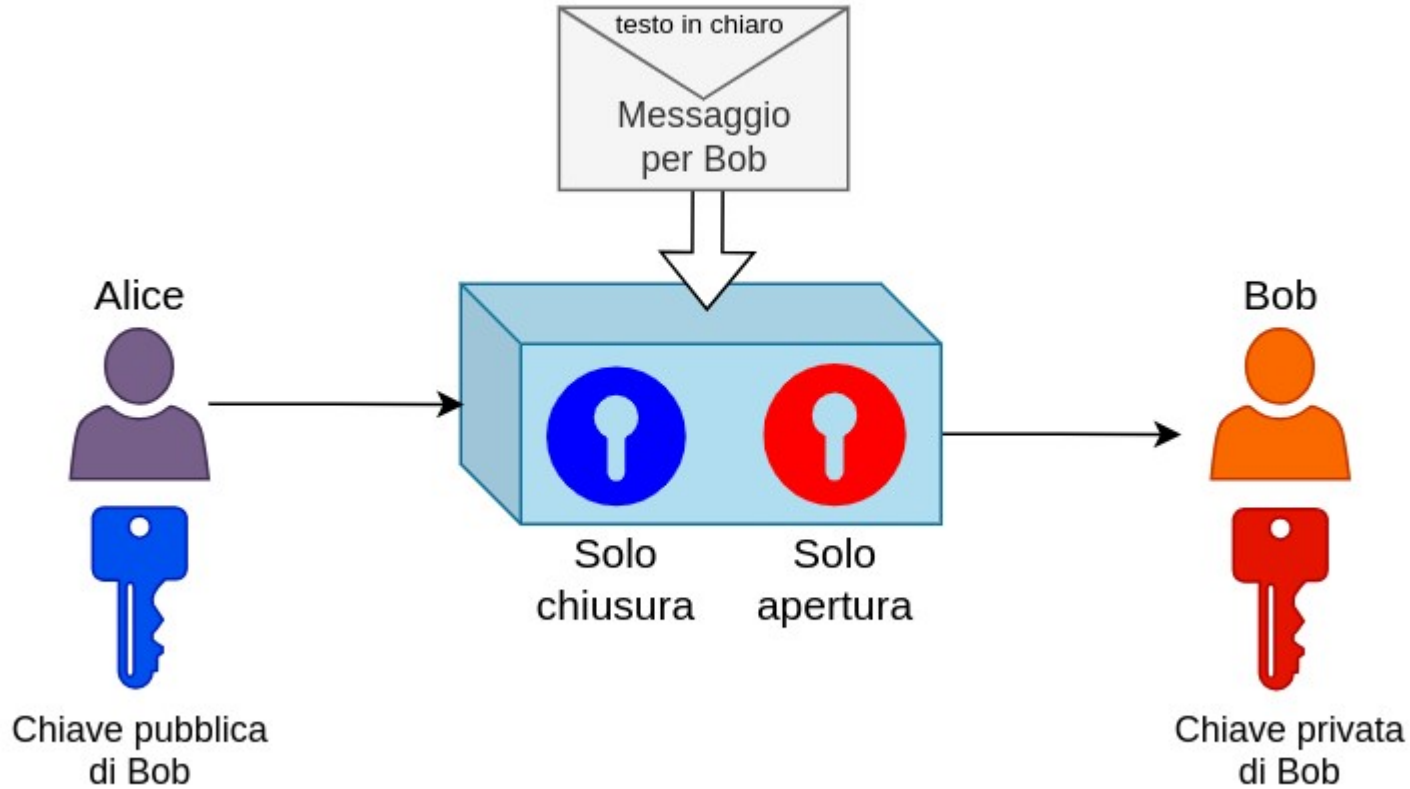 testo in chiaro
Messaggio
per Bob
Alice
Bob
Solo
chiusura
Solo
apertura
Chiave pubblica
di Bob
Chiave privata
di Bob